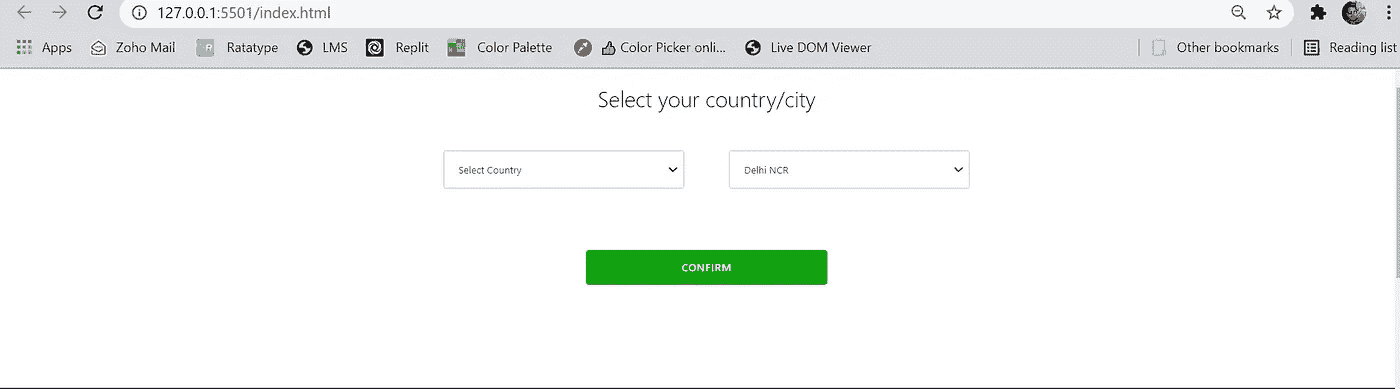 127.0.0.1:5501/index.html
Apps Zoho Mail Ratatype LMS Replit Color Palette Color Picker onli... Live DOM Viewer Other bookmarks Reading list
Select your country/city
Select Country Delhi NCR
CONFIRM